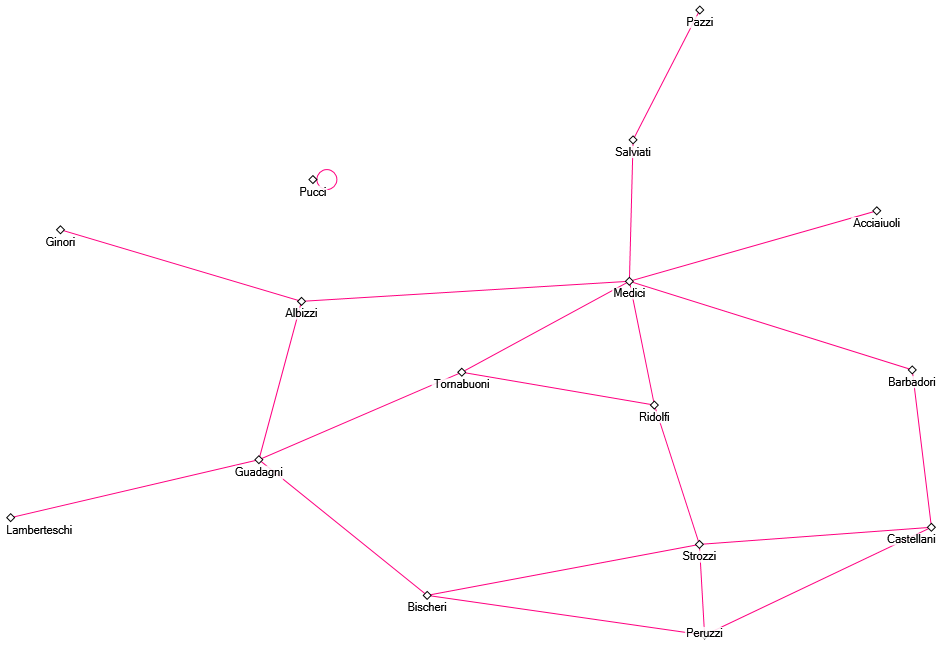 Pazzi
Salviati
Pucci
Acciaiuoli
Ginori
Medici
Albizzi
Barbadori
Tornabuoni
Ridolfi
Guadagni
Lamberteschi
Castellani
Strozzi
Bischeri
Peruzzi